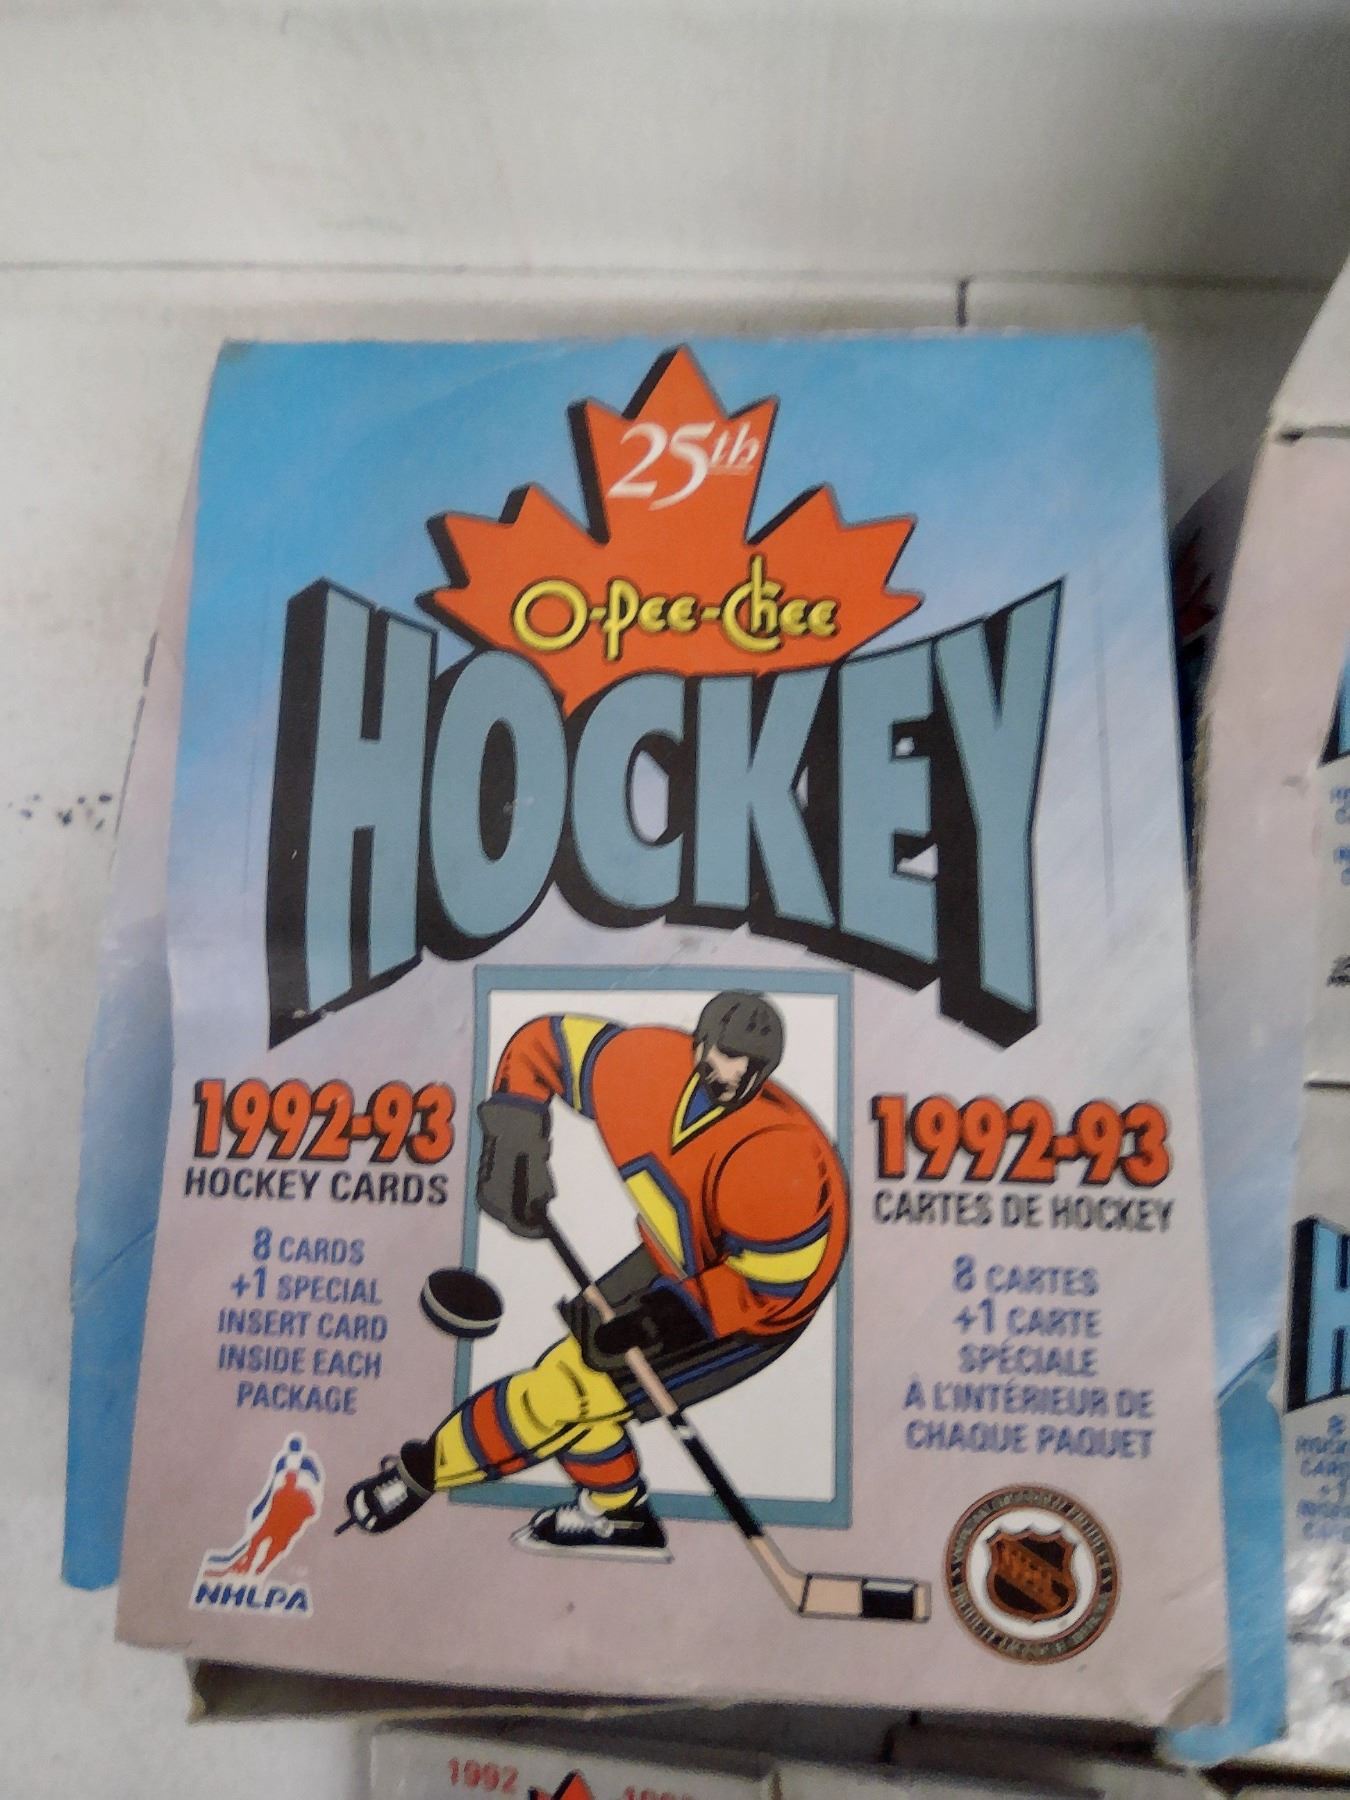 25th
O-Pee-Chee
HOCKEY
1992-93
HOCKEY CARDS
8 CARDS
+1 SPECIAL
INSERT CARD
INSIDE EACH
PACKAGE
NHLPA
1992-93
CARTES DE HOCKEY
8 CARTES
+1 CARTE
SPÉCIALE
À L'INTÉRIEUR DE
CHAQUE PAQUET
NHL
1992